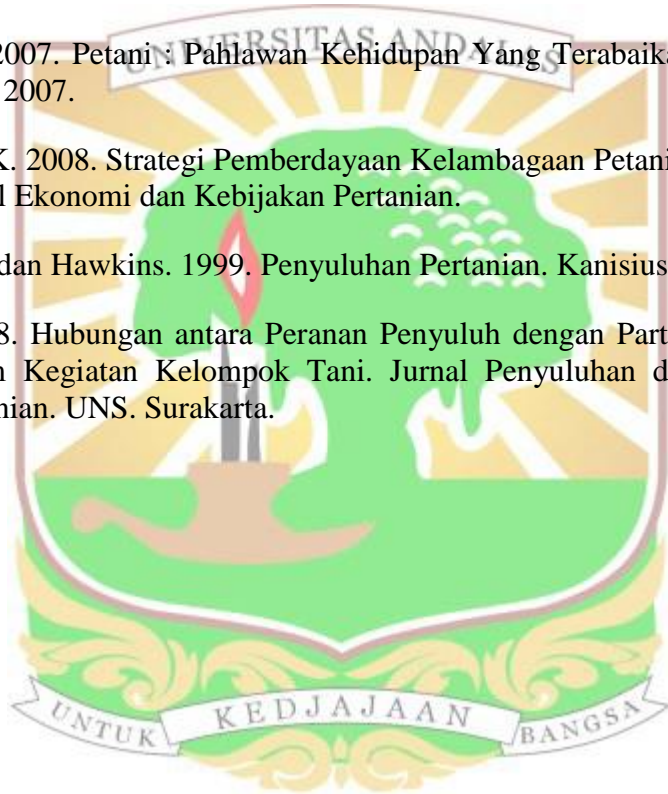 UNIVERSITAS ANDALAS
2007. Petani : Pahlawan Kehidupan Yang Terabaika
2007.
K. 2008. Strategi Pemberdayaan Kelambagaan Petani
l Ekonomi dan Kebijakan Pertanian.
dan Hawkins. 1999. Penyuluhan Pertanian. Kanisius
8. Hubungan antara Peranan Penyuluh dengan Part
n Kegiatan Kelompok Tani. Jurnal Penyuluhan d
nian. UNS. Surakarta.
UNTUK KEDJAJAAN BANGSA